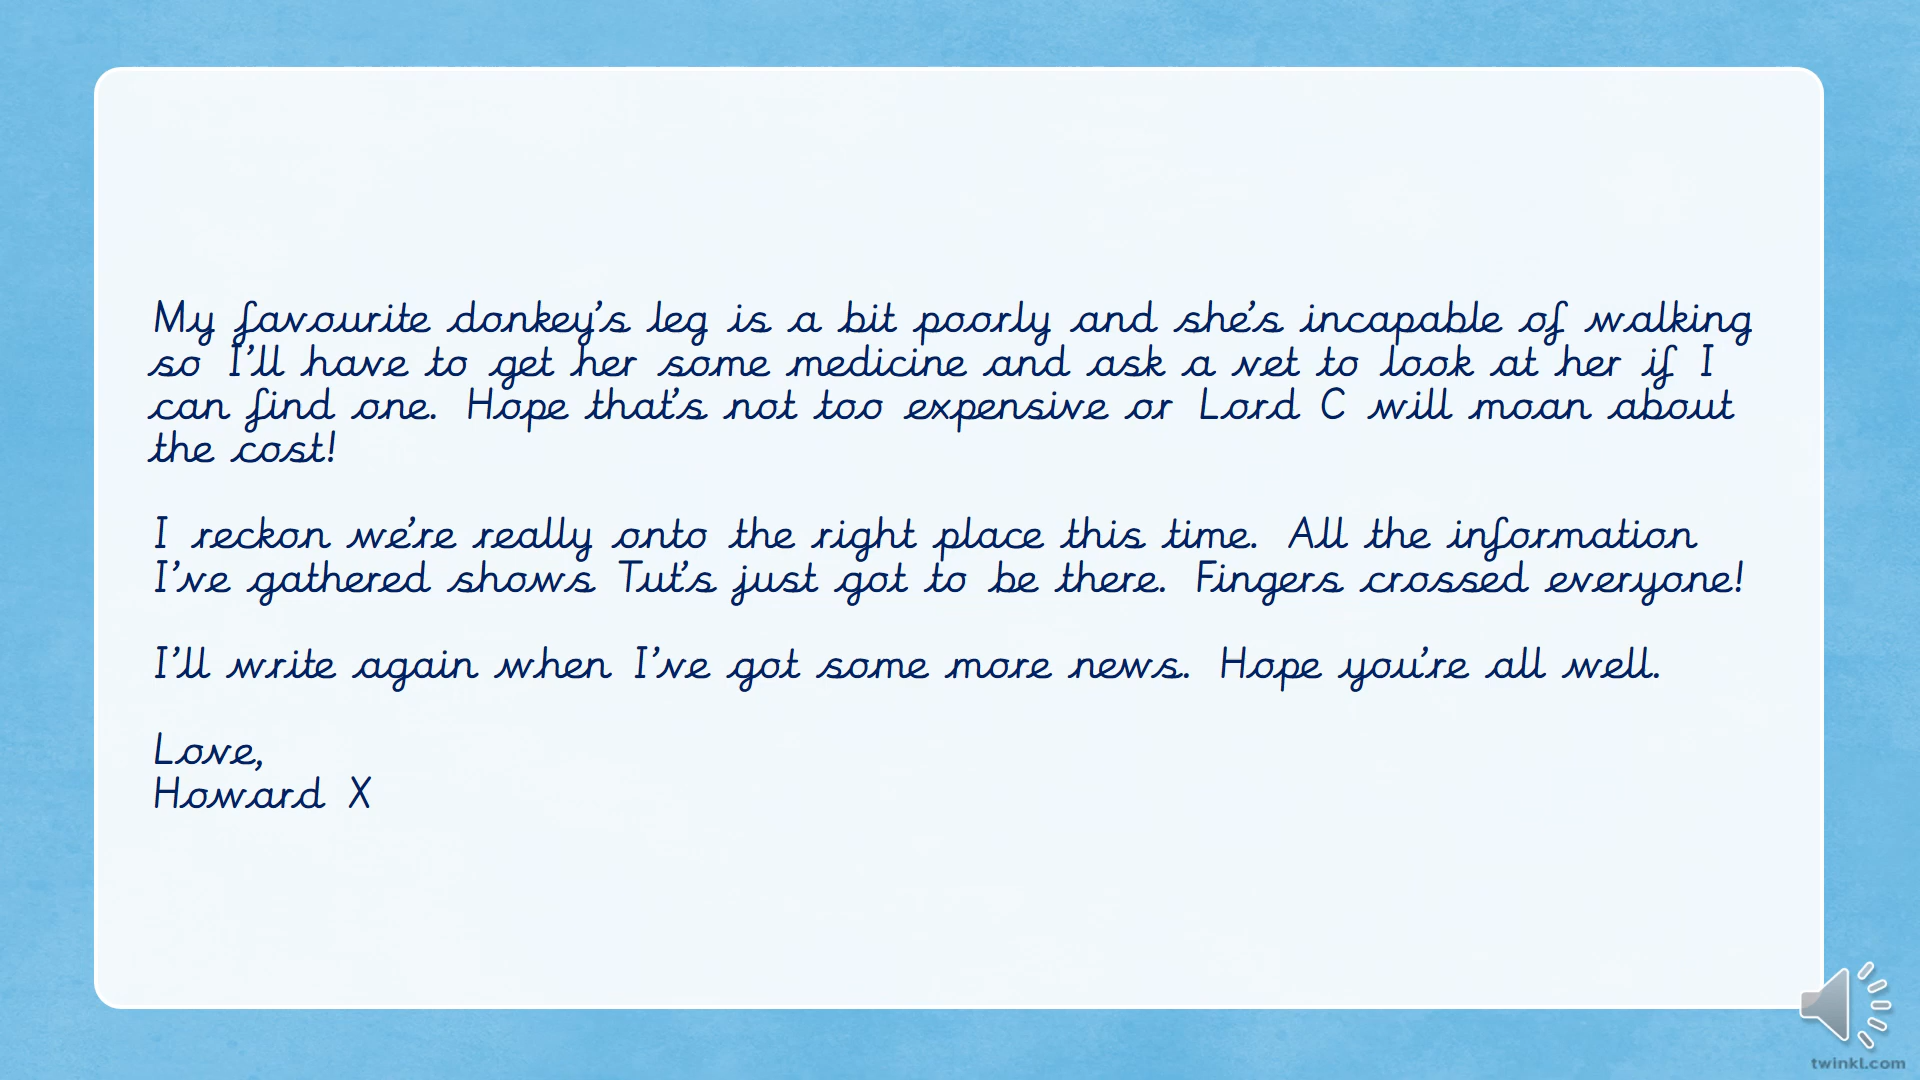 My favourite donkey's leg is a bit poorly and she's incapable of walking
so I'll have to get her some medicine and ask a vet to look at her if I
can find one. Hope that's not too expensive or Lord C will moan about
the cost!
I reckon we're really onto the right place this time. All the information
I've gathered shows Tut's just got to be there. Fingers crossed everyone!
I'll write again when I've got some more news. Hope you're all well.
Love,
Howard X
twinkl.com